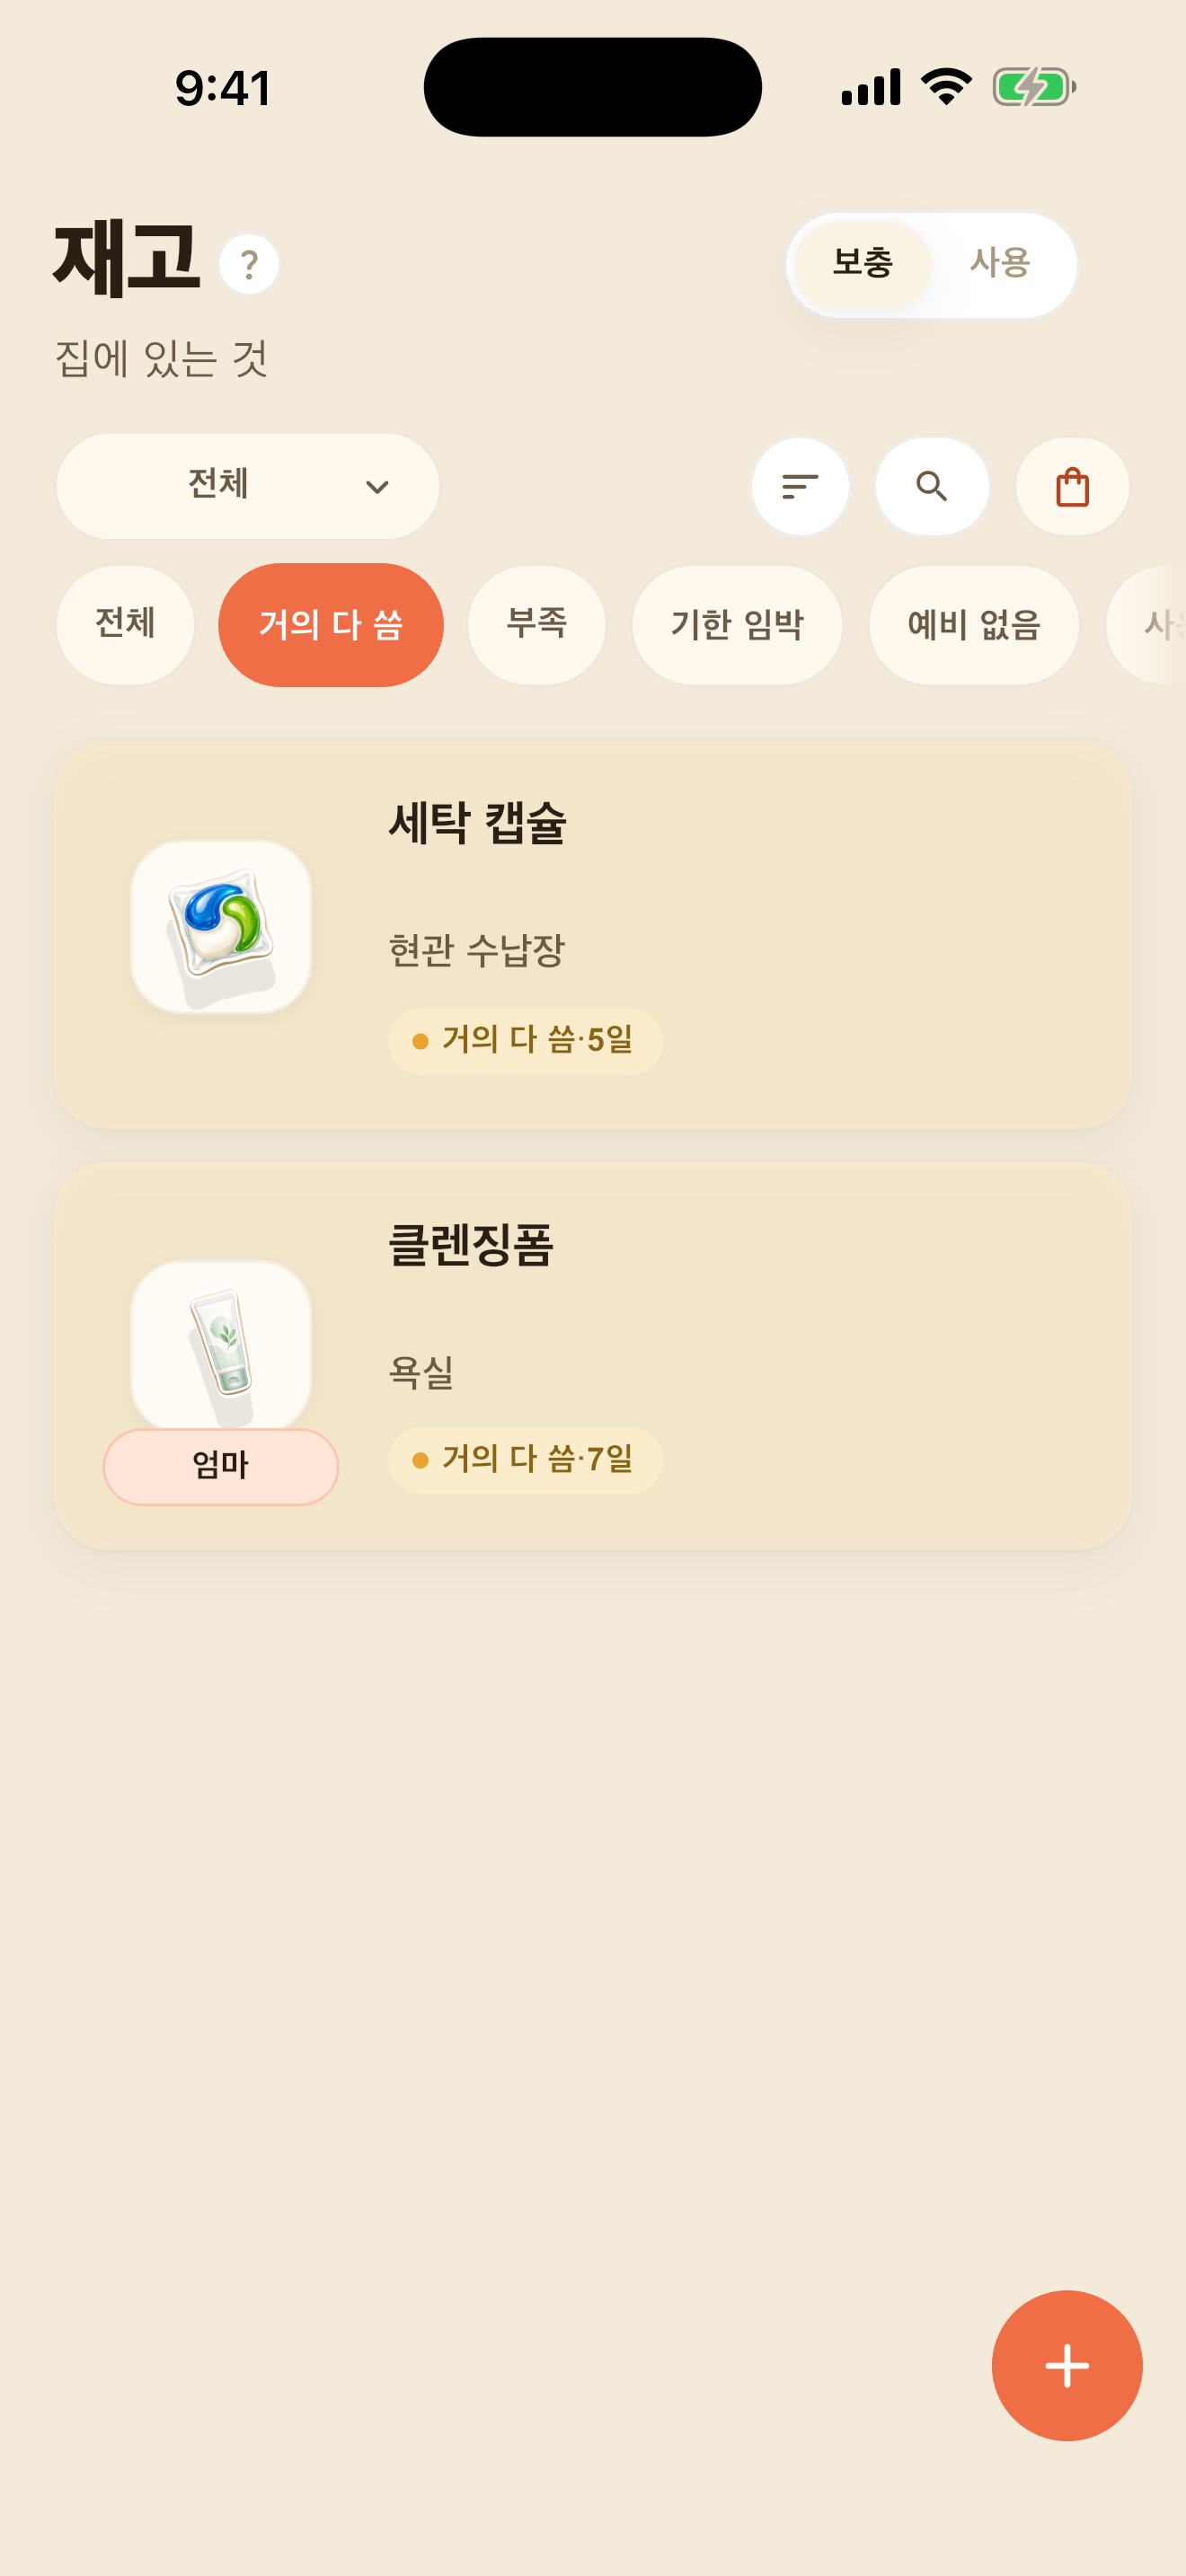 9:41
재고 ?
보충 사용
집에 있는 것
전체
전체 거의 다 씀 부족 기한 임박 예비 없음
세탁 캡슐
현관 수납장
거의 다 씀·5일
클렌징폼
욕실
엄마
거의 다 씀·7일